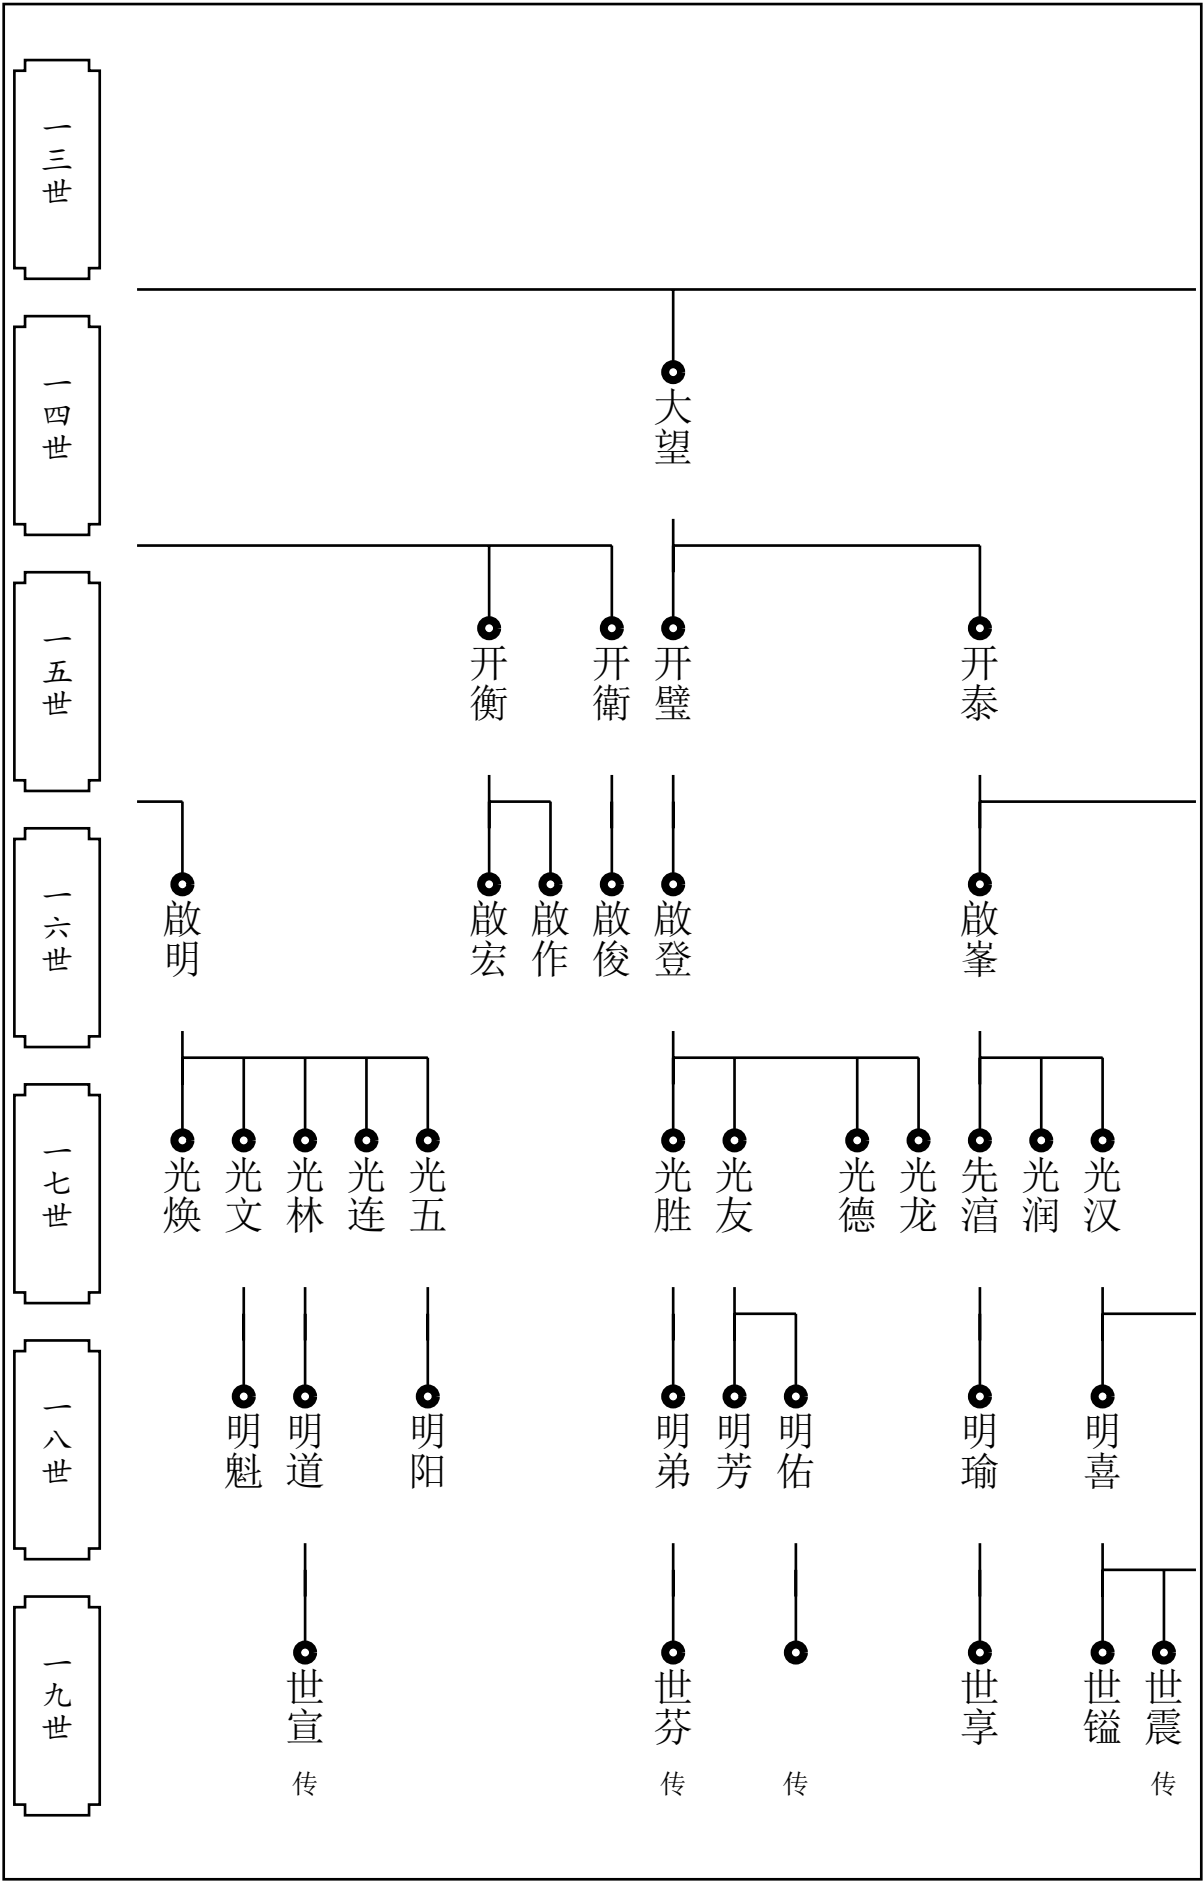 一三世
一四世
大望
一五世
开衡
开衛
开璧
开泰
一六世
啟明
啟宏
啟作
啟俊
啟登
啟峯
一七世
光焕
光文
光林
光连
光五
光胜
光友
光德
光龙
先涫
光润
光汉
一八世
明魁
明道
明阳
明弟
明芳
明佑
明瑜
明喜
一九世
世宣
世芬
世享
世镒
世震
传
传
传
传